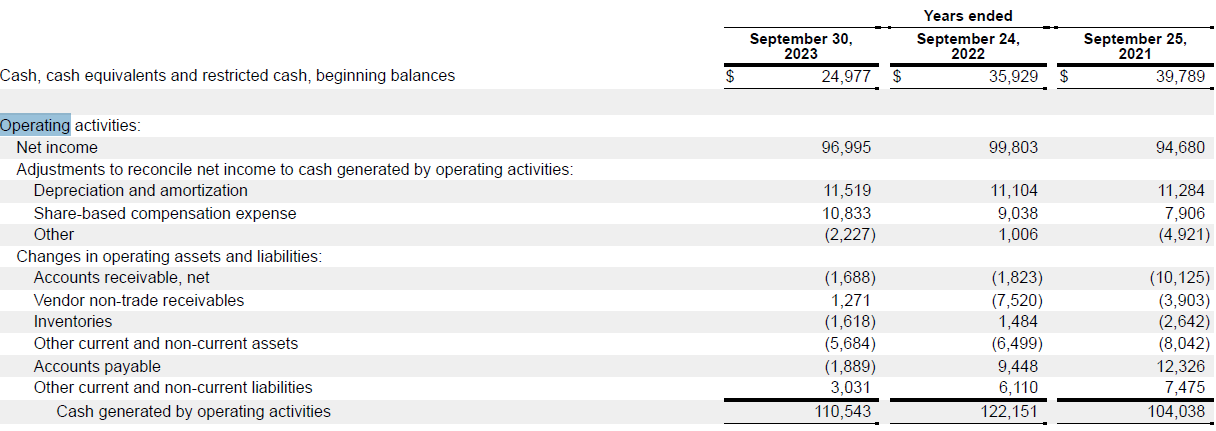 Years ended
September 30, 2023 September 24, 2022 September 25, 2021
Cash, cash equivalents and restricted cash, beginning balances $ 24,977 $ 35,929 $ 39,789
Operating activities:
Net income 96,995 99,803 94,680
Adjustments to reconcile net income to cash generated by operating activities:
Depreciation and amortization 11,519 11,104 11,284
Share-based compensation expense 10,833 9,038 7,906
Other (2,227) 1,006 (4,921)
Changes in operating assets and liabilities:
Accounts receivable, net (1,688) (1,823) (10,125)
Vendor non-trade receivables 1,271 (7,520) (3,903)
Inventories (1,618) 1,484 (2,642)
Other current and non-current assets (5,684) (6,499) (8,042)
Accounts payable (1,889) 9,448 12,326
Other current and non-current liabilities 3,031 6,110 7,475
Cash generated by operating activities 110,543 122,151 104,038